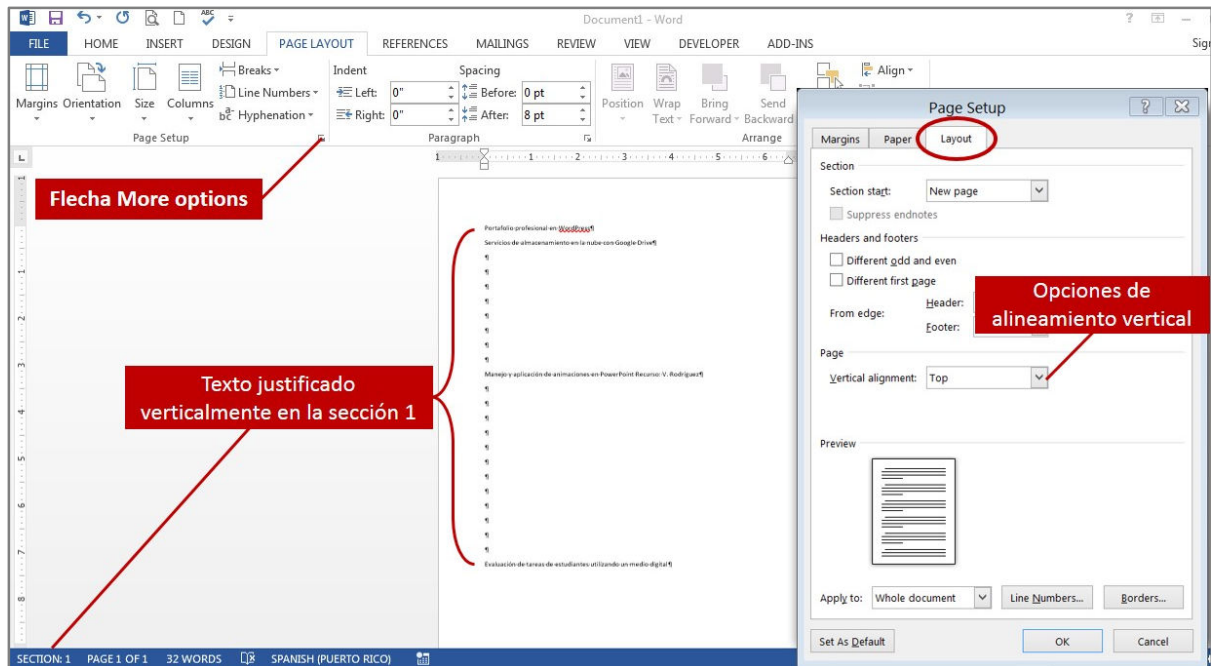 Document1 - Word
FILE HOME INSERT DESIGN PAGE LAYOUT REFERENCES MAILINGS REVIEW VIEW DEVELOPER ADD-INS
Breaks
Indent
Spacing
Align
Line Numbers
Left: 0"
Before: 0 pt
Margins Orientation Size Columns
Position Wrap Text Bring Forward Send Backward
Hyphenation
Right: 0"
After: 8 pt
Page Setup
Paragraph
Arrange
Flecha More options
Portafolio profesional en WordPress¶
Servicios de almacenamiento en la nube con Google Drive¶
¶
¶
¶
¶
¶
¶
¶
¶
Manejo y aplicación de animaciones en PowerPoint Recurso: V. Rodríguez¶
¶
¶
¶
¶
¶
¶
¶
¶
¶
¶
¶
¶
Evaluación de tareas de estudiantes utilizando un medio digital¶
Texto justificado
verticalmente en la sección 1
Page Setup
Margins Paper Layout
Section
Section start: New page
Suppress endnotes
Headers and footers
Different odd and even
Different first page
From edge:
Header:
Footer:
Opciones de
alineamiento vertical
Page
Vertical alignment: Top
Preview
Apply to: Whole document Line Numbers... Borders...
Set As Default OK Cancel
SECTION: 1 PAGE 1 OF 1 32 WORDS SPANISH (PUERTO RICO)